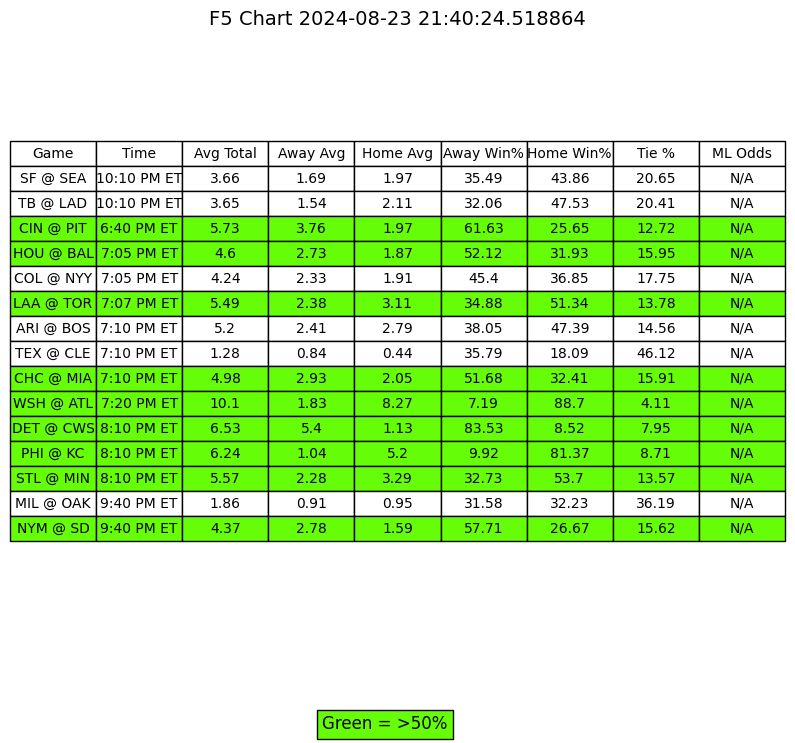 F5 Chart 2024-08-23 21:40:24.518864
Game Time Avg Total Away Avg Home Avg Away Win% Home Win% Tie % ML Odds
SF @ SEA 10:10 PM ET 3.66 1.69 1.97 35.49 43.86 20.65 N/A
TB @ LAD 10:10 PM ET 3.65 1.54 2.11 32.06 47.53 20.41 N/A
CIN @ PIT 6:40 PM ET 5.73 3.76 1.97 61.63 25.65 12.72 N/A
HOU @ BAL 7:05 PM ET 4.6 2.73 1.87 52.12 31.93 15.95 N/A
COL @ NYY 7:05 PM ET 4.24 2.33 1.91 45.4 36.85 17.75 N/A
LAA @ TOR 7:07 PM ET 5.49 2.38 3.11 34.88 51.34 13.78 N/A
ARI @ BOS 7:10 PM ET 5.2 2.41 2.79 38.05 47.39 14.56 N/A
TEX @ CLE 7:10 PM ET 1.28 0.84 0.44 35.79 18.09 46.12 N/A
CHC @ MIA 7:10 PM ET 4.98 2.93 2.05 51.68 32.41 15.91 N/A
WSH @ ATL 7:20 PM ET 10.1 1.83 8.27 7.19 88.7 4.11 N/A
DET @ CWS 8:10 PM ET 6.53 5.4 1.13 83.53 8.52 7.95 N/A
PHI @ KC 8:10 PM ET 6.24 1.04 5.2 9.92 81.37 8.71 N/A
STL @ MIN 8:10 PM ET 5.57 2.28 3.29 32.73 53.7 13.57 N/A
MIL @ OAK 9:40 PM ET 1.86 0.91 0.95 31.58 32.23 36.19 N/A
NYM @ SD 9:40 PM ET 4.37 2.78 1.59 57.71 26.67 15.62 N/A
Green = >50%